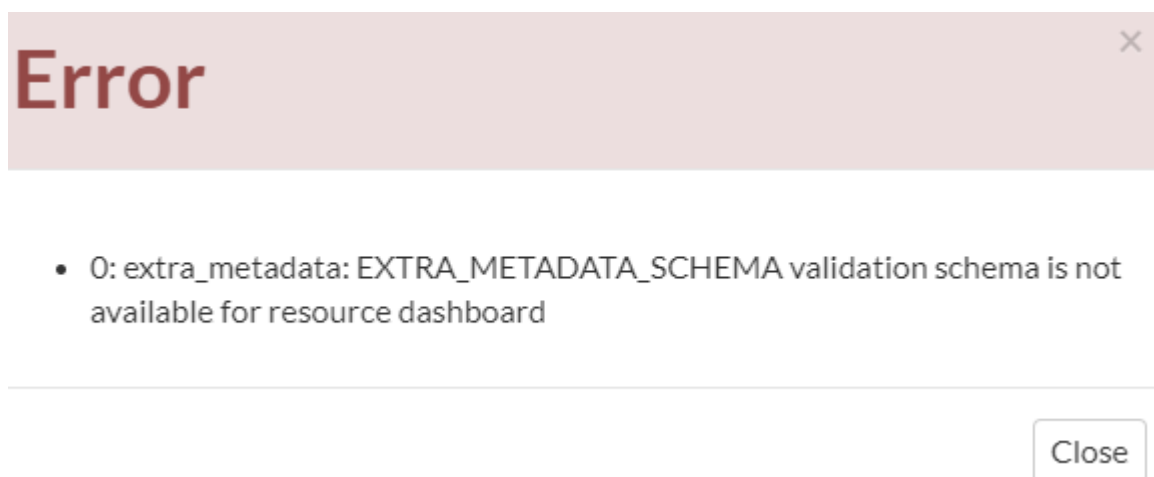 Error
×
• 0: extra_metadata: EXTRA_METADATA_SCHEMA validation schema is not
available for resource dashboard
Close